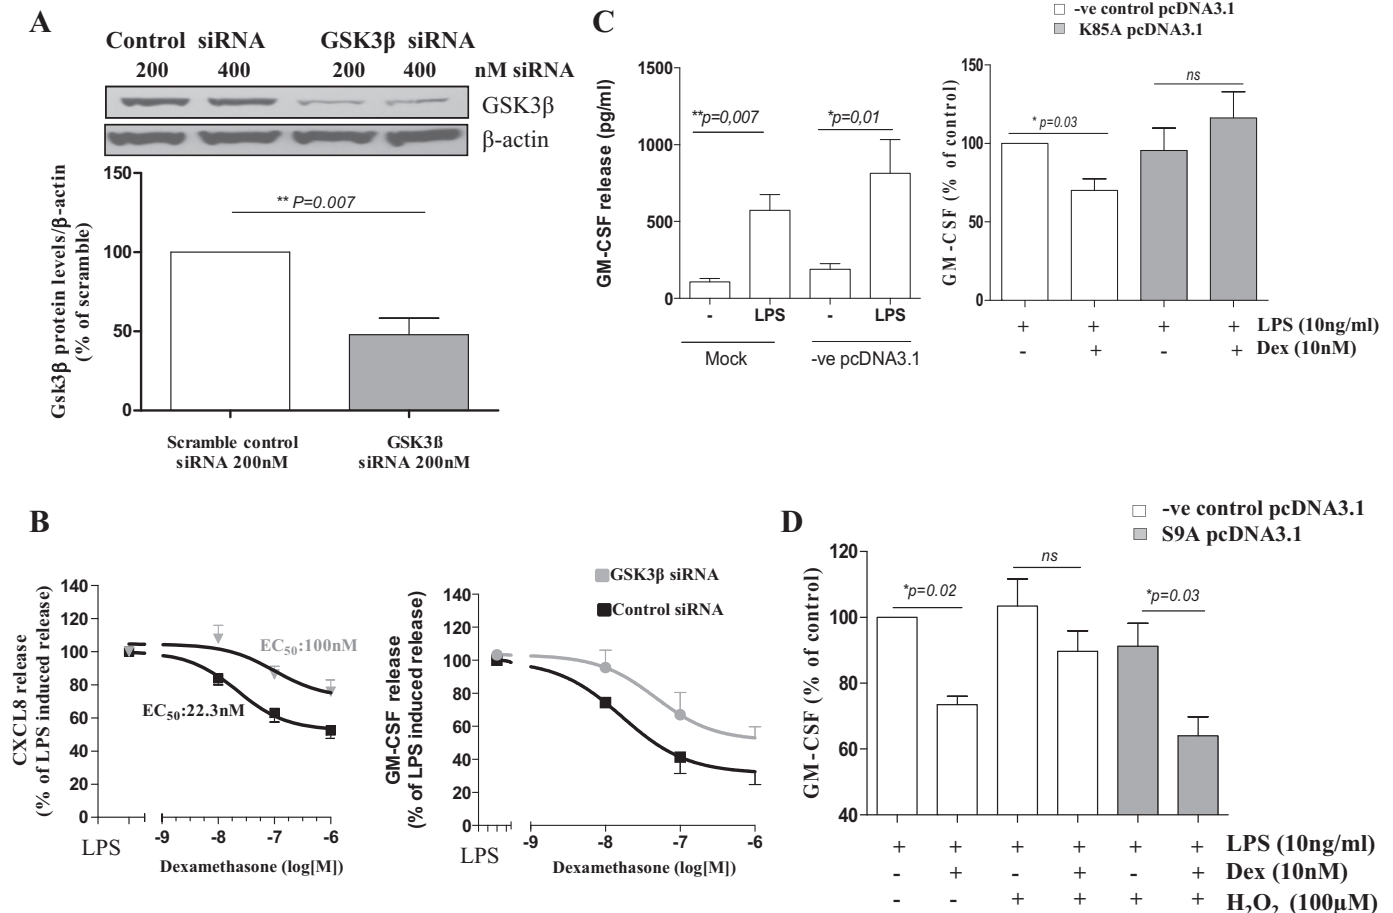 A
Control siRNA GSK3β siRNA
200 400 200 400 nM siRNA
GSK3β
β-actin
Gsk3β protein levels/β-actin
(% of scramble)
150
100
50
0
** P=0.007
Scramble control
siRNA 200nM
GSK3ß
siRNA 200nM
C
GM-CSF release (pg/ml)
1500
1000
500
0
**p=0,007
*p=0,01
- LPS - LPS
Mock -ve pcDNA3.1
-ve control pcDNA3.1
K85A pcDNA3.1
GM-CSF (% of control)
150
100
50
0
* p=0.03
ns
+ + + + LPS (10ng/ml)
- + - + Dex (10nM)
B
CXCL8 release
(% of LPS induced release)
140
120
100
80
60
40
20
0
EC50:100nM
EC50:22.3nM
LPS
-9 -8 -7 -6
Dexamethasone (log[M])
GM-CSF release
(% of LPS induced release)
140
120
100
80
60
40
20
0
GSK3β siRNA
Control siRNA
LPS
-9 -8 -7 -6
Dexamethasone (log[M])
D
-ve control pcDNA3.1
S9A pcDNA3.1
GM-CSF (% of control)
120
100
80
60
40
*p=0.02
ns
*p=0.03
+ + + + + + LPS (10ng/ml)
- + - + - + Dex (10nM)
- - + + + + H2O2 (100µM)